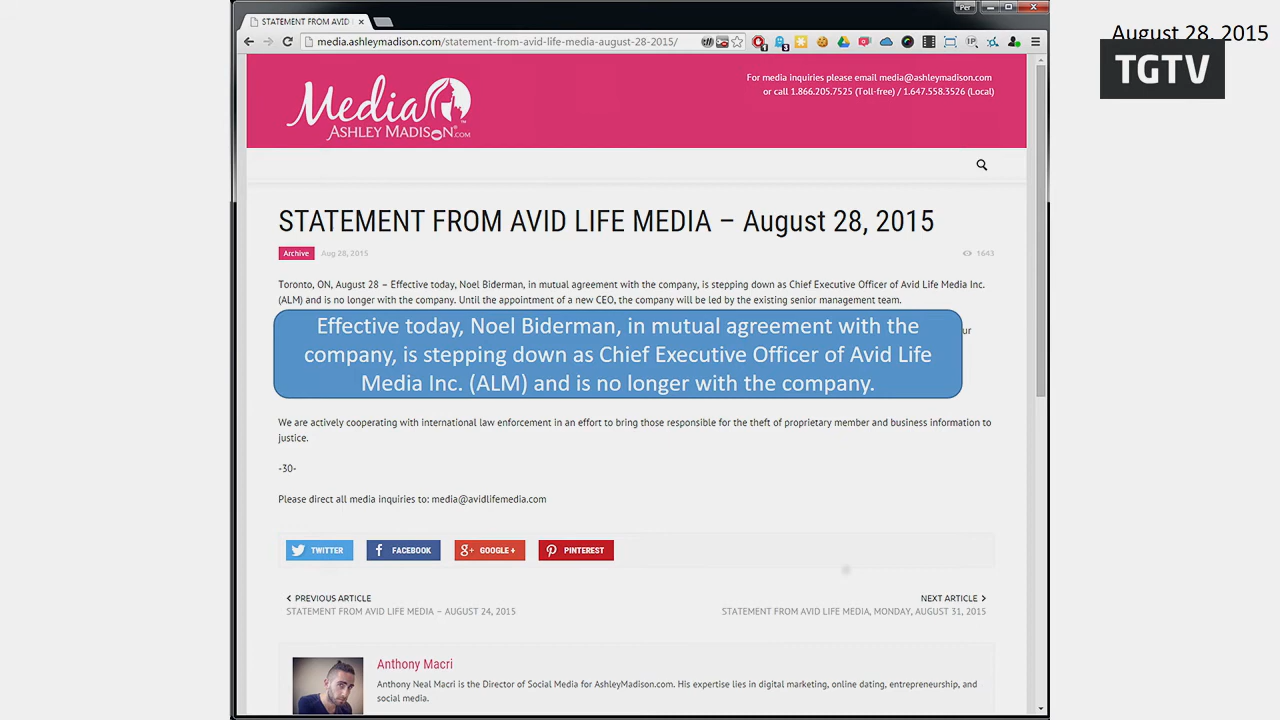 August 28, 2015
TGTV
Per
STATEMENT FROM AVID
media.ashleymadison.com/statement-from-avid-life-media-august-28-2015/
Media
ASHLEY MADISON.COM
For media inquiries please email media@ashleymadison.com
or call 1.866.205.7525 (Toll-free) / 1.647.558.3526 (Local)
STATEMENT FROM AVID LIFE MEDIA – August 28, 2015
Archive Aug 28, 2015 1643
Toronto, ON, August 28 – Effective today, Noel Biderman, in mutual agreement with the company, is stepping down as Chief Executive Officer of Avid Life Media Inc.
(ALM) and is no longer with the company. Until the appointment of a new CEO, the company will be led by the existing senior management team.
Effective today, Noel Biderman, in mutual agreement with the
company, is stepping down as Chief Executive Officer of Avid Life
Media Inc. (ALM) and is no longer with the company.
We are actively cooperating with international law enforcement in an effort to bring those responsible for the theft of proprietary member and business information to
justice.
-30-
Please direct all media inquiries to: media@avidlifemedia.com
TWITTER FACEBOOK GOOGLE + PINTEREST
PREVIOUS ARTICLE NEXT ARTICLE
STATEMENT FROM AVID LIFE MEDIA – AUGUST 24, 2015 STATEMENT FROM AVID LIFE MEDIA, MONDAY, AUGUST 31, 2015
Anthony Macri
Anthony Neal Macri is the Director of Social Media for AshleyMadison.com. His expertise lies in digital marketing, online dating, entrepreneurship, and
social media.